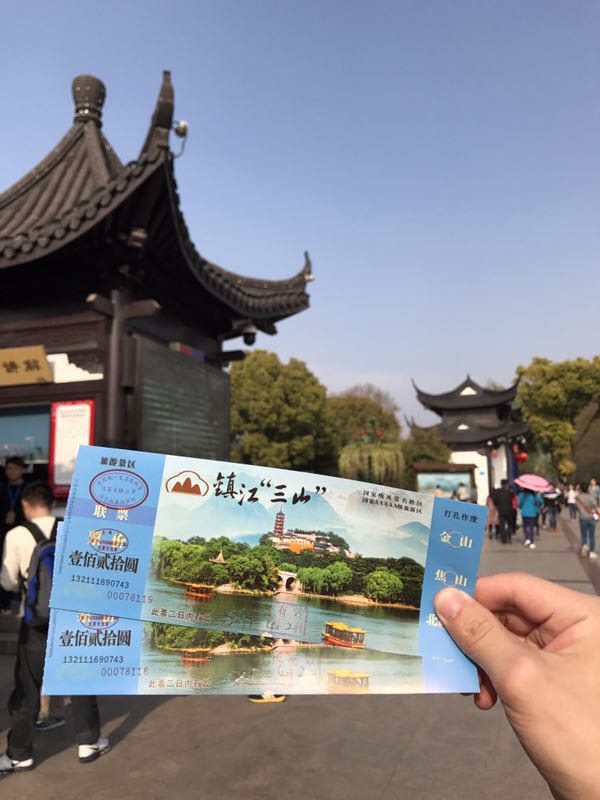 旅游景区
联票
壹佰贰拾圆
132111690743
00078119
镇江“三山”
国家级风景名胜区
国家AAAAA级旅游区
此票二日内有效
打孔作废
金山
焦山
北
壹佰贰拾圆
132111690743
00078118
此票二日内有效